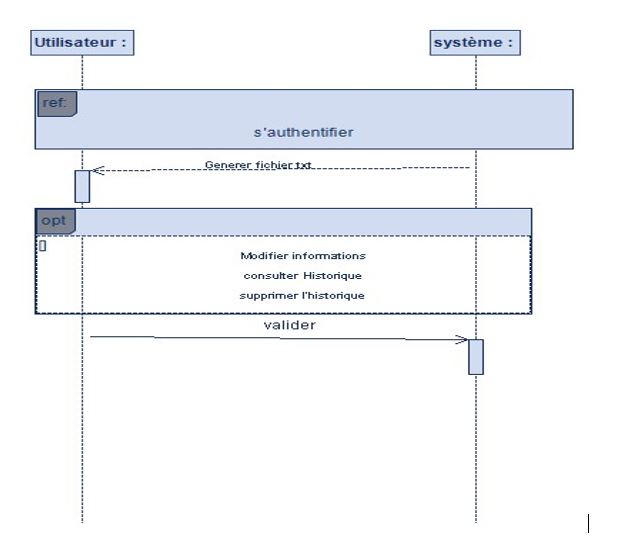 Utilisateur :
système :
ref:
s'authentifier
Generer fichier txt
opt
[]
Modifier informations
consulter Historique
supprimer l'historique
valider